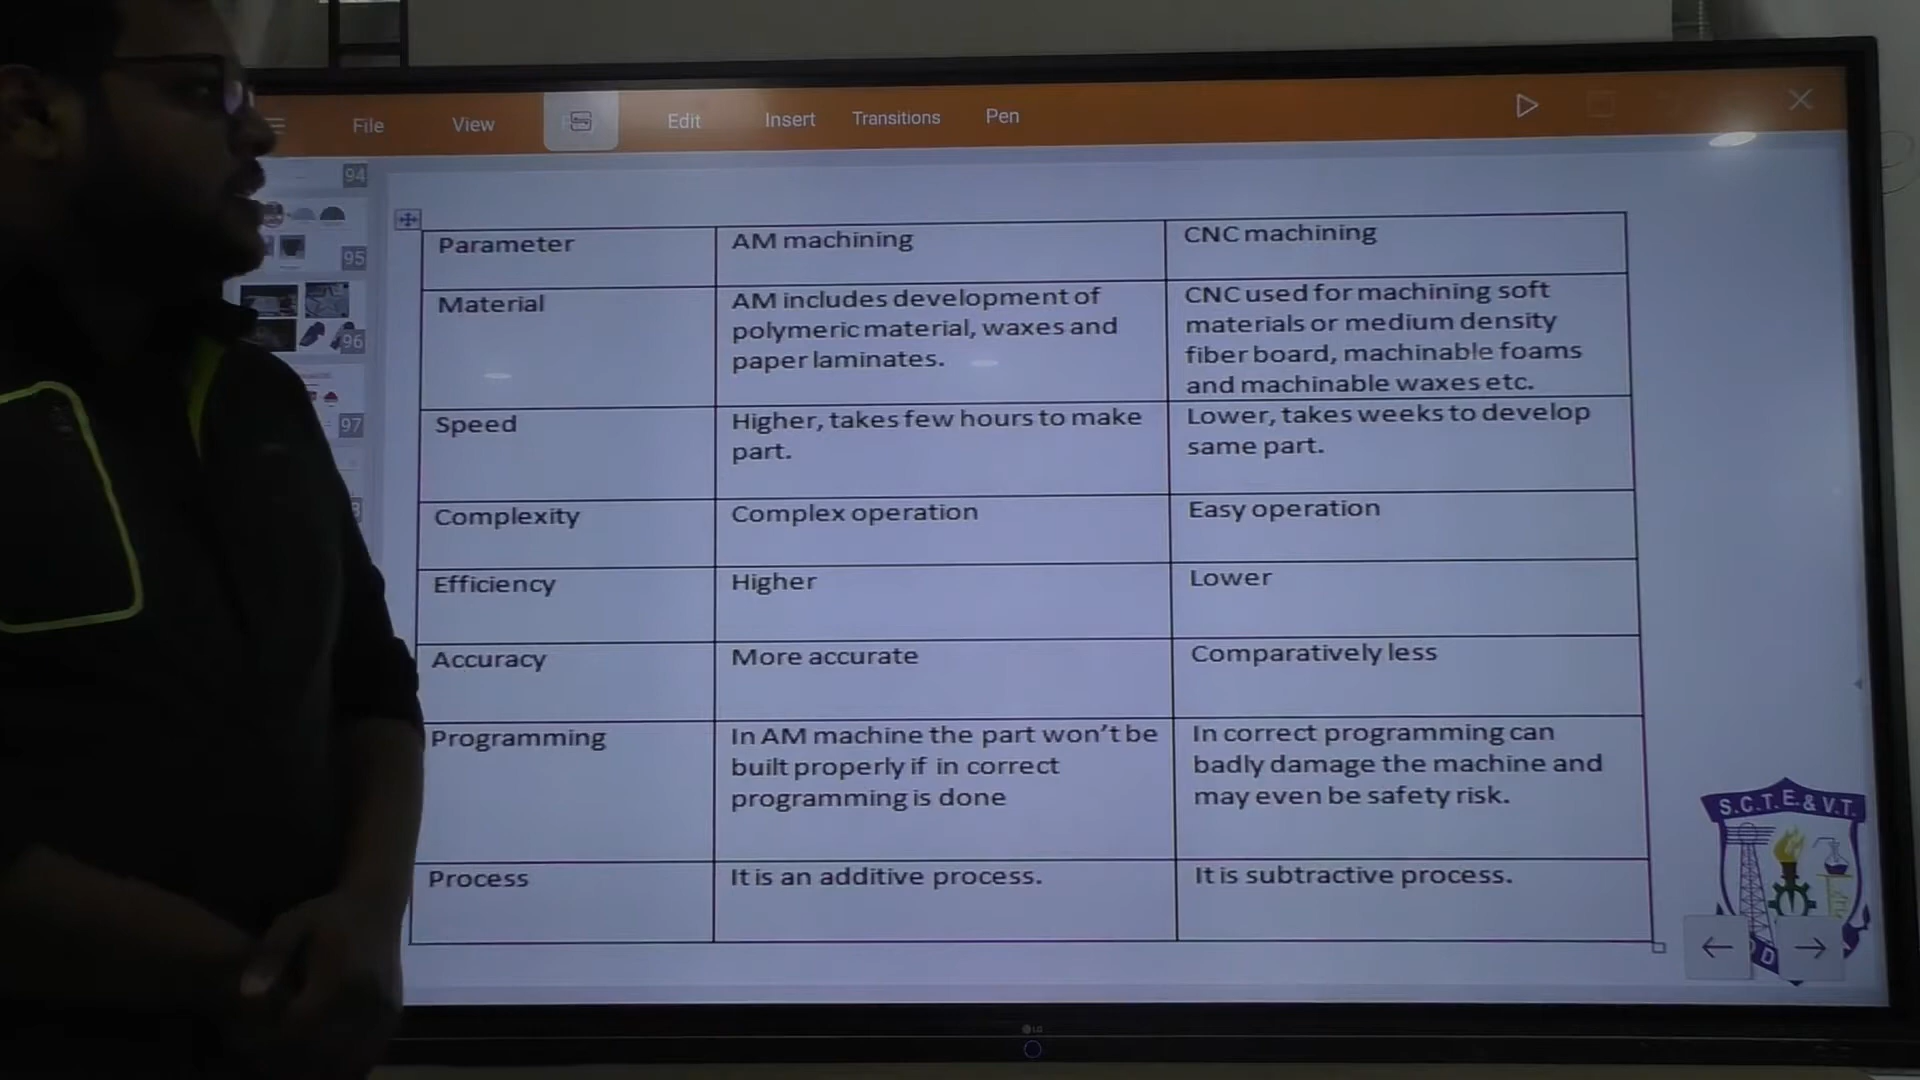 File View Edit Insert Transitions Pen
94
95
96
97
Parameter
AM machining
CNC machining
Material
AM includes development of
polymeric material, waxes and
paper laminates.
CNC used for machining soft
materials or medium density
fiber board, machinable foams
and machinable waxes etc.
Speed
Higher, takes few hours to make
part.
Lower, takes weeks to develop
same part.
Complexity
Complex operation
Easy operation
Efficiency
Higher
Lower
Accuracy
More accurate
Comparatively less
Programming
In AM machine the part won't be
built properly if in correct
programming is done
In correct programming can
badly damage the machine and
may even be safety risk.
Process
It is an additive process.
It is subtractive process.
S.C.T.E.& V.T.
LG